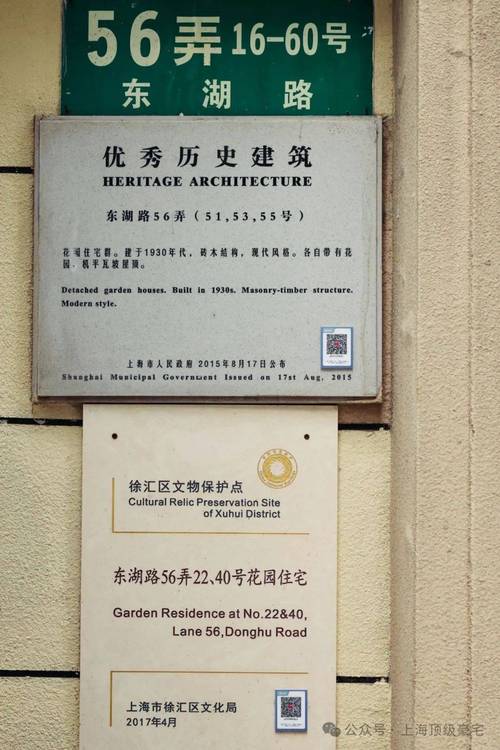 56弄16-60号
东湖路
优秀历史建筑
HERITAGE ARCHITECTURE
东湖路56弄（51,53,55号）
花园住宅群。建于1930年代，砖木结构，现代风格。各自带有花
园，机平瓦坡屋顶。
Detached garden houses. Built in 1930s. Masonry-timber structure.
Modern style.
上海市人民政府 2015年8月17日公布
Shanghai Municipal Government Issued on 17st Aug, 2015
徐汇区文物保护点
Cultural Relic Preservation Site
of Xuhui District
东湖路56弄22、40号花园住宅
Garden Residence at No.22&40,
Lane 56,Donghu Road
上海市徐汇区文化局
2017年4月
公众号·上海顶级豪宅